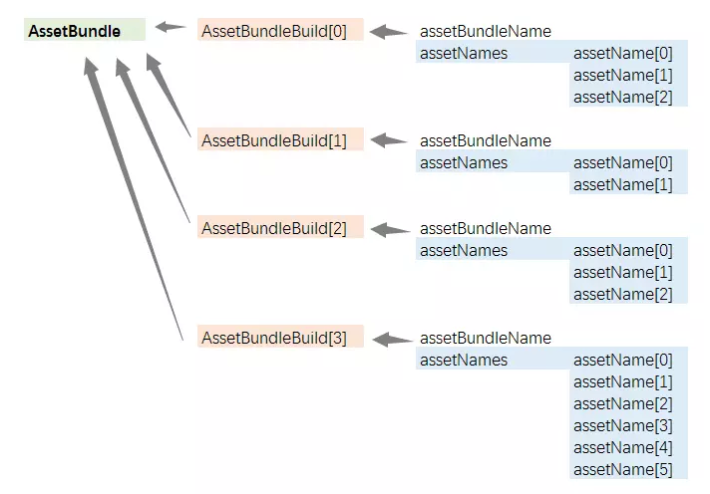 AssetBundle AssetBundleBuild[0] assetBundleName
assetNames assetName[0]
assetName[1]
assetName[2]
AssetBundleBuild[1] assetBundleName
assetNames assetName[0]
assetName[1]
AssetBundleBuild[2] assetBundleName
assetNames assetName[0]
assetName[1]
assetName[2]
AssetBundleBuild[3] assetBundleName
assetNames assetName[0]
assetName[1]
assetName[2]
assetName[3]
assetName[4]
assetName[5]